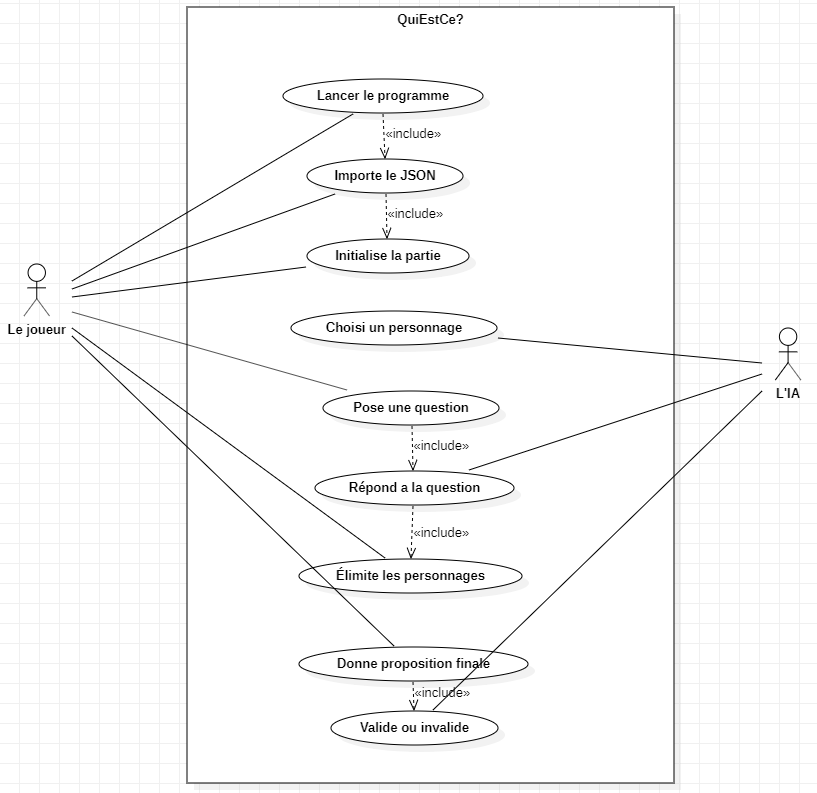 QuiEstCe?
Lancer le programme
«include»
Importe le JSON
«include»
Initialise la partie
Le joueur
Choisi un personnage
L'IA
Pose une question
«include»
Répond a la question
«include»
Élimite les personnages
Donne proposition finale
«include»
Valide ou invalide